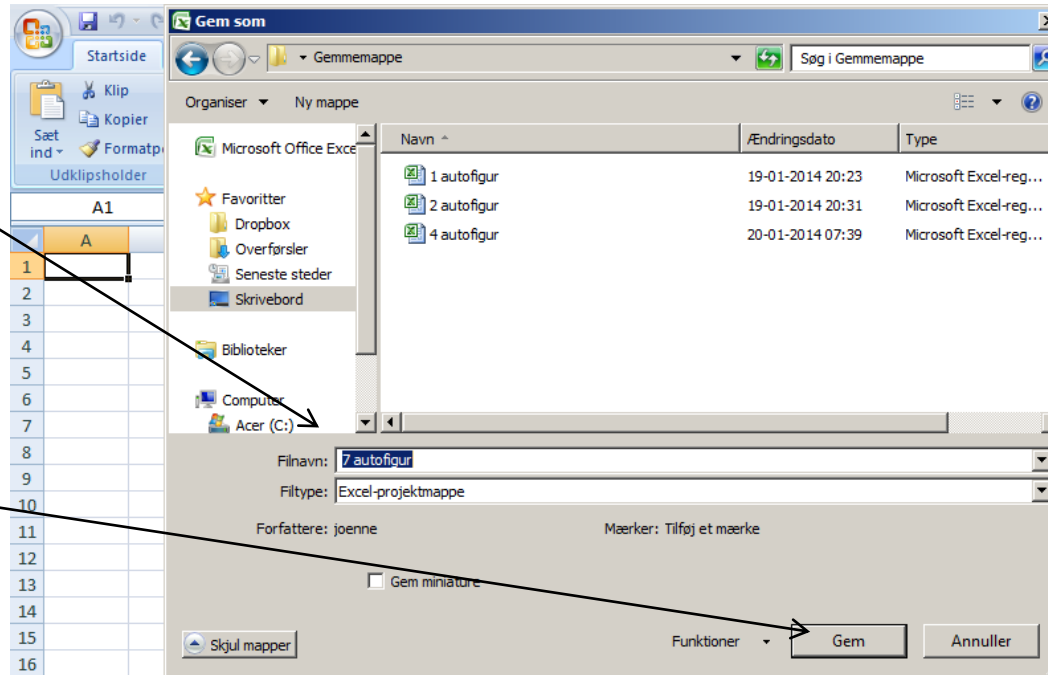 Gem som
Startside
Gemmemappe
Søg i Gemmemappe
Klip
Kopier
Sæt
ind
Udklipsholder
Organiser
Ny mappe
A1
A
1
2
3
4
5
6
7
8
9
10
11
12
13
14
15
16
Favoritter
Dropbox
Overførsler
Seneste steder
Skrivebord
Biblioteker
Computer
Acer (C:)
Microsoft Office
Navn
Ændringsdato
Type
1 autofigur 19-01-2014 20:23 Microsoft Excel-reg...
2 autofigur 19-01-2014 20:31 Microsoft Excel-reg...
4 autofigur 20-01-2014 07:39 Microsoft Excel-reg...
Filnavn: 7 autofigur
Filtype: Excel-projektmappe
Forfattere: joenne
Mærker: Tilføj et mærke
Gem miniature
Skjul mapper
Funktioner
Gem
Annuller